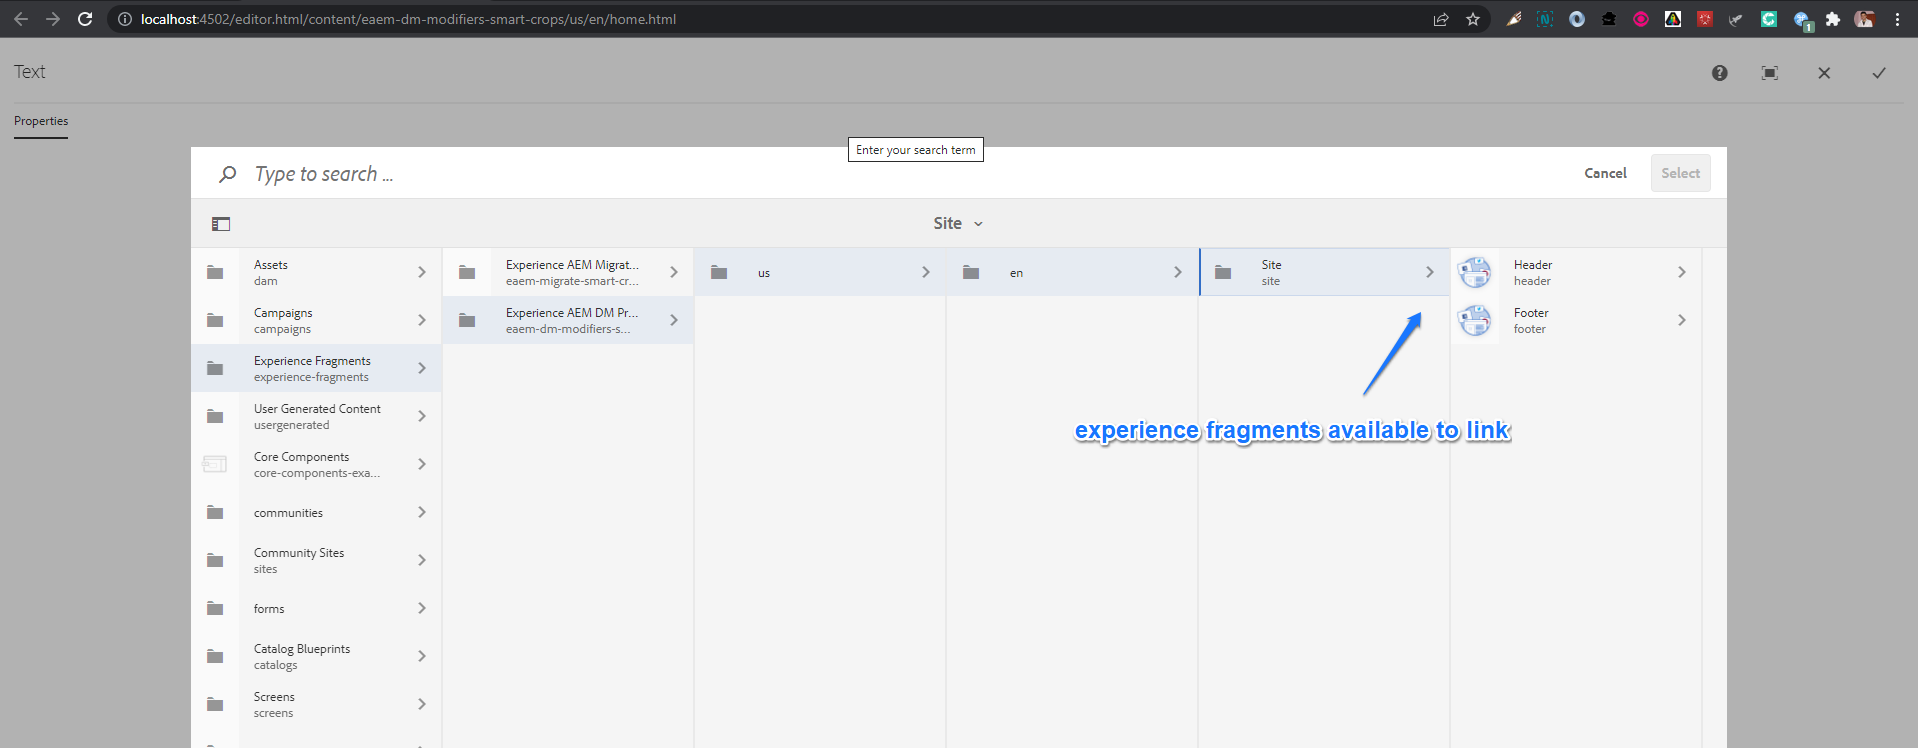 localhost:4502/editor.html/content/eaem-dm-modifiers-smart-crops/us/en/home.html
1
Text
Properties
Enter your search term
Type to search ...
Cancel
Select
Site
Assets
dam
Campaigns
campaigns
Experience Fragments
experience-fragments
User Generated Content
usergenerated
Core Components
core-components-exa...
communities
Community Sites
sites
forms
Catalog Blueprints
catalogs
Screens
screens
Experience AEM Migrat...
eaem-migrate-smart-cr...
Experience AEM DM Pr...
eaem-dm-modifiers-s...
us
en
Site
site
Header
header
Footer
footer
experience fragments available to link